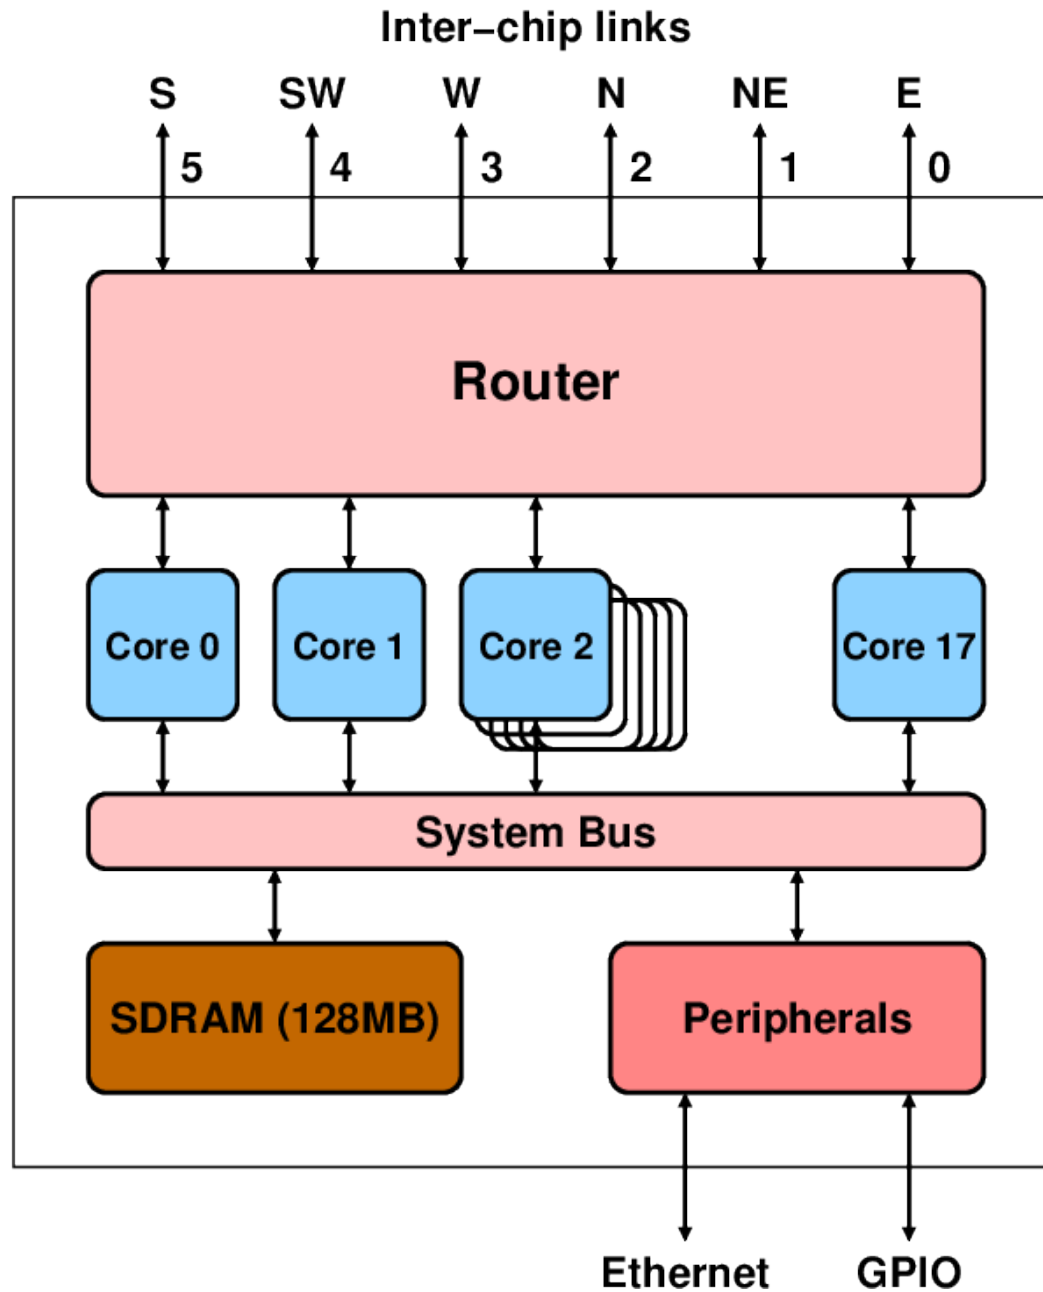 Inter−chip links
S SW W N NE E
5 4 3 2 1 0
Router
Core 0 Core 1 Core 2 Core 17
System Bus
SDRAM (128MB) Peripherals
Ethernet GPIO